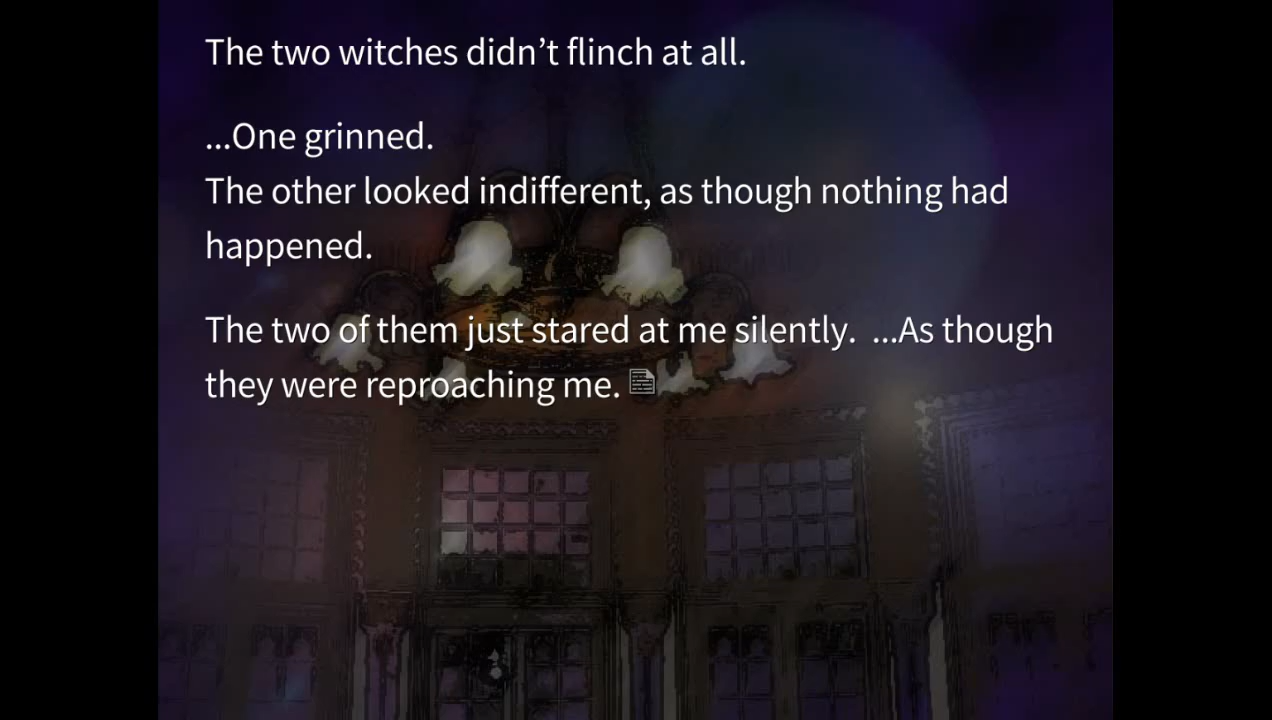 The two witches didn’t flinch at all.
...One grinned.
The other looked indifferent, as though nothing had
happened.
The two of them just stared at me silently.  ...As though
they were reproaching me.